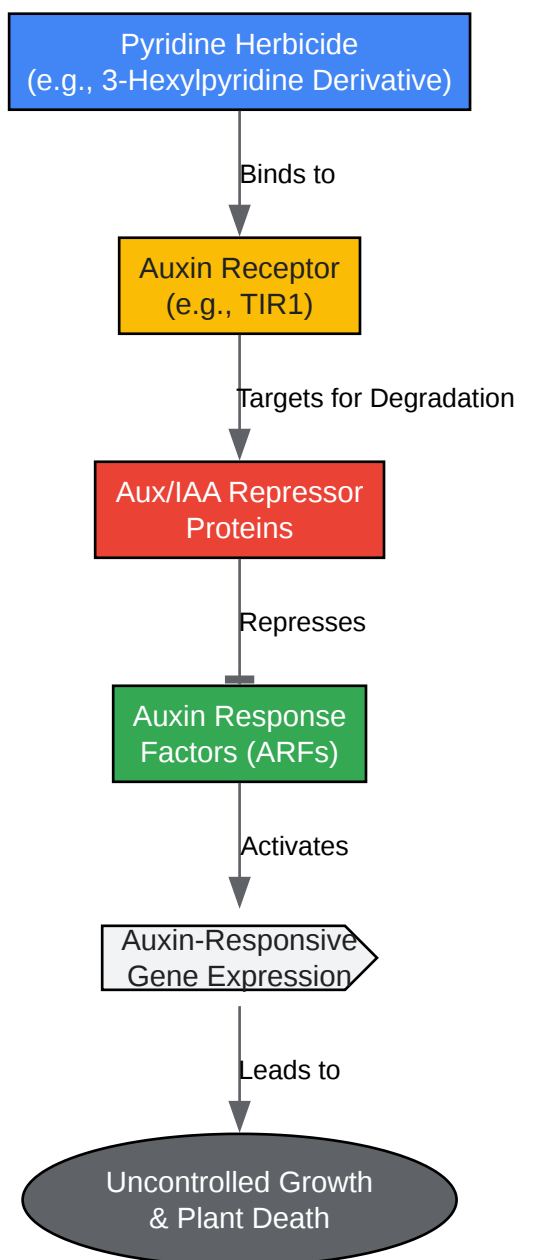 Pyridine Herbicide
(e.g., 3-Hexylpyridine Derivative)
Binds to
Auxin Receptor
(e.g., TIR1)
Targets for Degradation
Aux/IAA Repressor
Proteins
Represses
Auxin Response
Factors (ARFs)
Activates
Auxin-Responsive
Gene Expression
Leads to
Uncontrolled Growth
& Plant Death